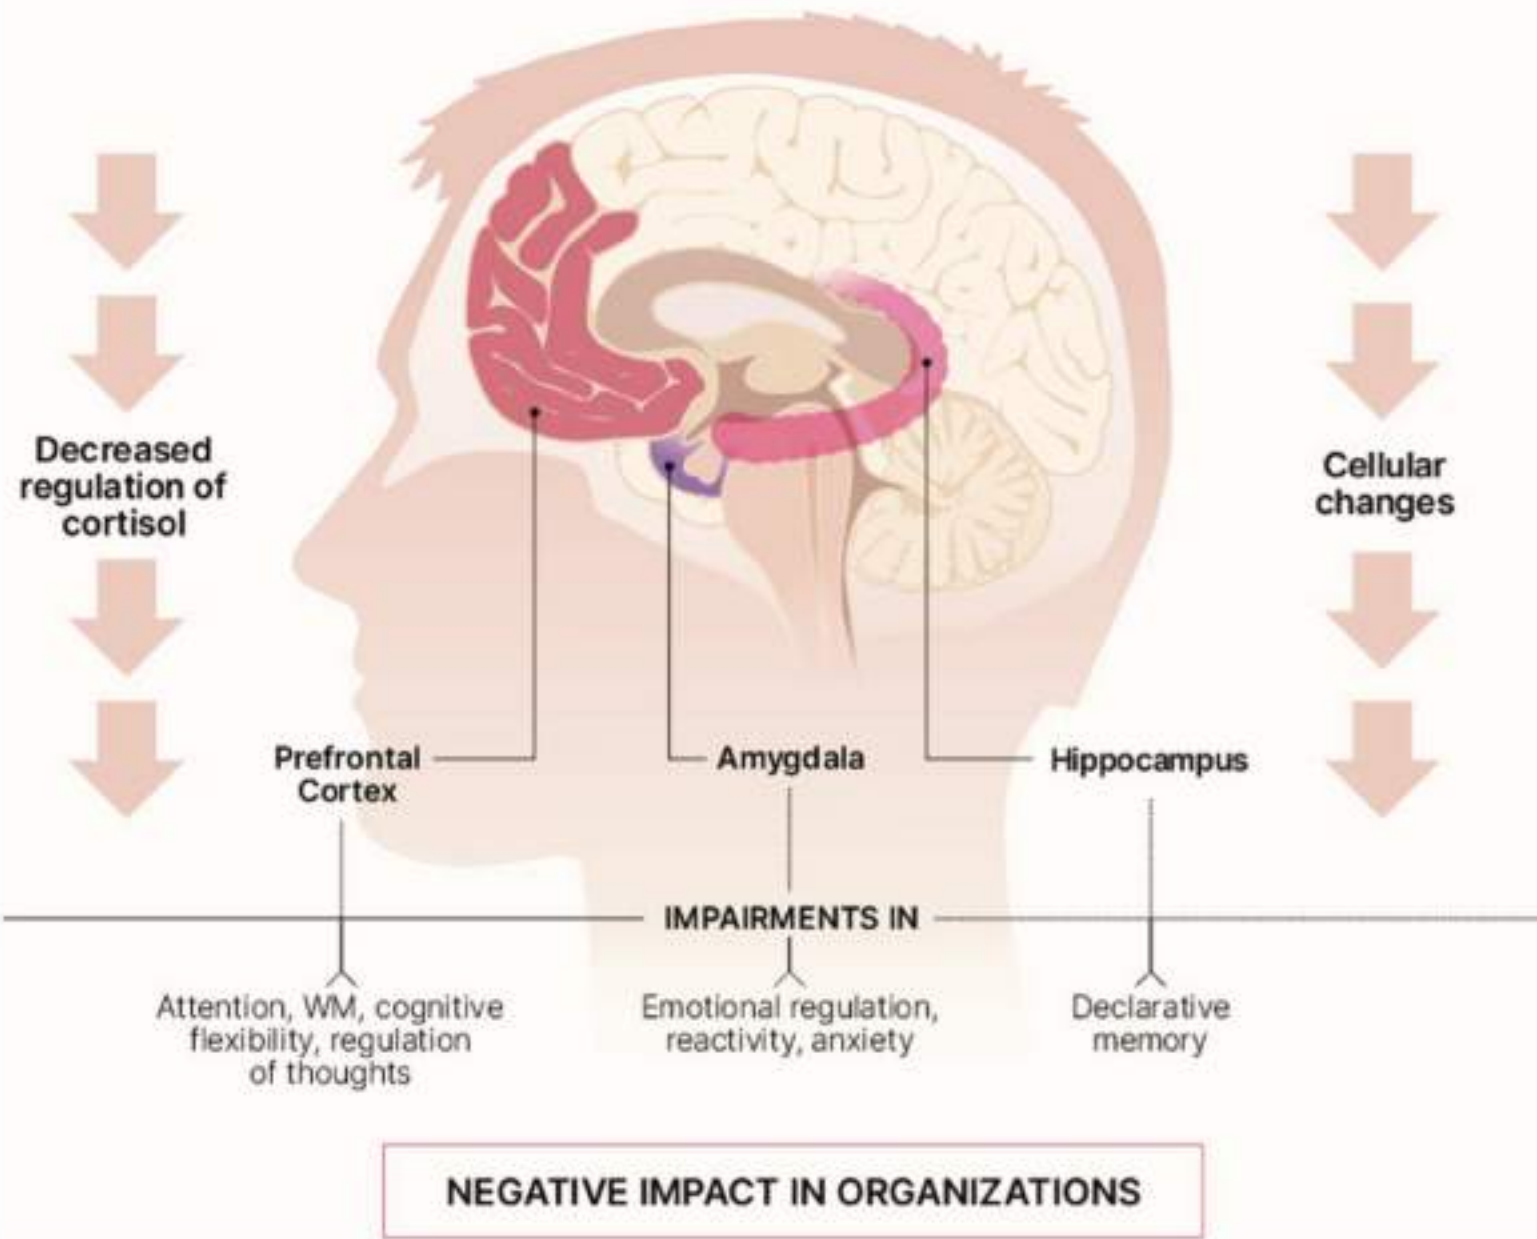 Decreased
regulation of
cortisol
Cellular
changes
Prefrontal
Cortex
Amygdala
Hippocampus
IMPAIRMENTS IN
Attention, WM, cognitive
flexibility, regulation
of thoughts
Emotional regulation,
reactivity, anxiety
Declarative
memory
NEGATIVE IMPACT IN ORGANIZATIONS